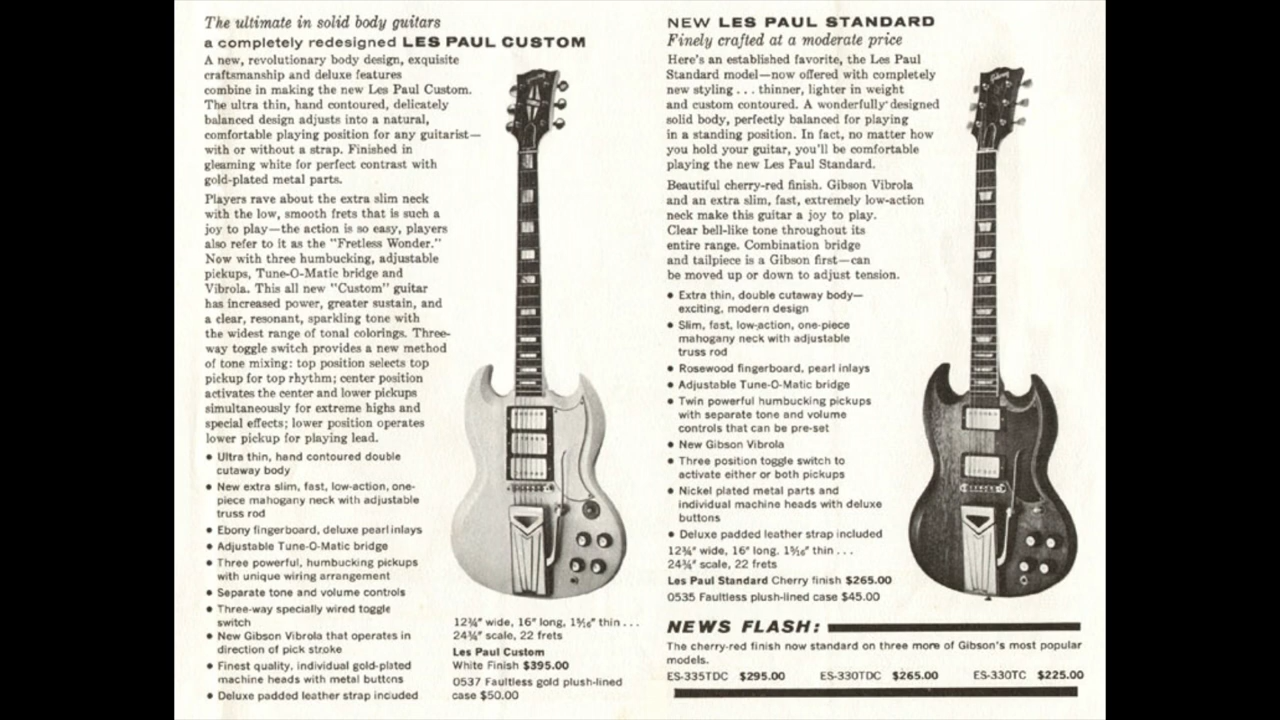 The ultimate in solid body guitars
a completely redesigned LES PAUL CUSTOM
A new, revolutionary body design, exquisite
craftsmanship and deluxe features
combine in making the new Les Paul Custom.
The ultra thin, hand contoured, delicately
balanced design adjusts into a natural,
comfortable playing position for any guitarist—
with or without a strap. Finished in
gleaming white for perfect contrast with
gold-plated metal parts.
Players rave about the extra slim neck
with the low, smooth frets that is such a
joy to play—the action is so easy, players
also refer to it as the "Fretless Wonder."
Now with three humbucking, adjustable
pickups, Tune-O-Matic bridge and
Vibrola. This all new "Custom" guitar
has increased power, greater sustain, and
a clear, resonant, sparkling tone with
the widest range of tonal colorings. Three-
way toggle switch provides a new method
of tone mixing: top position selects top
pickup for top rhythm; center position
activates the center and lower pickups
simultaneously for extreme highs and
special effects; lower position operates
lower pickup for playing lead.
• Ultra thin, hand contoured double
cutaway body
• New extra slim, fast, low-action, one-
piece mahogany neck with adjustable
truss rod
• Ebony fingerboard, deluxe pearl inlays
• Adjustable Tune-O-Matic bridge
• Three powerful, humbucking pickups
with unique wiring arrangement
• Separate tone and volume controls
• Three-way specially wired toggle
switch
• New Gibson Vibrola that operates in
direction of pick stroke
• Finest quality, individual gold-plated
machine heads with metal buttons
• Deluxe padded leather strap included
12¾" wide, 16" long, 1⁵⁄₁₆" thin . . .
24¾" scale, 22 frets
Les Paul Custom
White Finish $395.00
0537 Faultless gold plush-lined
case $50.00
NEW LES PAUL STANDARD
Finely crafted at a moderate price
Here's an established favorite, the Les Paul
Standard model—now offered with completely
new styling . . . thinner, lighter in weight
and custom contoured. A wonderfully designed
solid body, perfectly balanced for playing
in a standing position. In fact, no matter how
you hold your guitar, you'll be comfortable
playing the new Les Paul Standard.
Beautiful cherry-red finish. Gibson Vibrola
and an extra slim, fast, extremely low-action
neck make this guitar a joy to play.
Clear bell-like tone throughout its
entire range. Combination bridge
and tailpiece is a Gibson first—can
be moved up or down to adjust tension.
• Extra thin, double cutaway body—
exciting, modern design
• Slim, fast, low-action, one-piece
mahogany neck with adjustable
truss rod
• Rosewood fingerboard, pearl inlays
• Adjustable Tune-O-Matic bridge
• Twin powerful humbucking pickups
with separate tone and volume
controls that can be pre-set
• New Gibson Vibrola
• Three position toggle switch to
activate either or both pickups
• Nickel plated metal parts and
individual machine heads with deluxe
buttons
• Deluxe padded leather strap included
12¾" wide, 16" long. 1⁵⁄₁₆" thin . . .
24¾" scale, 22 frets
Les Paul Standard Cherry finish $265.00
0535 Faultless plush-lined case $45.00
NEWS FLASH:
The cherry-red finish now standard on three more of Gibson's most popular
models.
ES-335TDC $295.00 ES-330TDC $265.00 ES-330TC $225.00